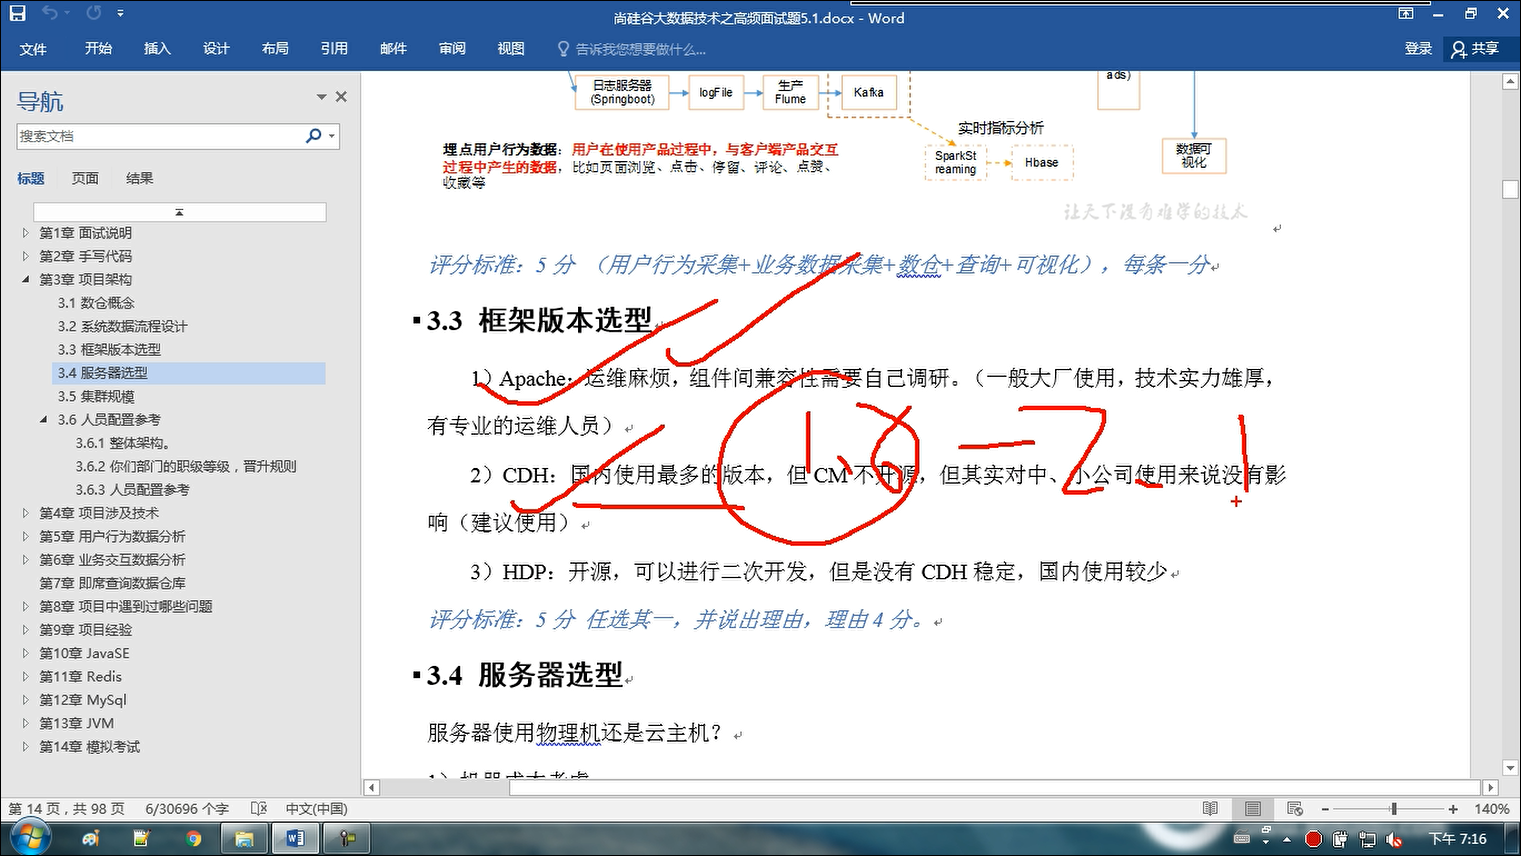 尚硅谷大数据技术之高频面试题5.1.docx - Word
文件 开始 插入 设计 布局 引用 邮件 审阅 视图 告诉我您想要做什么... 登录 共享
导航
搜索文档
标题 页面 结果
第1章 面试说明
第2章 手写代码
第3章 项目架构
3.1 数仓概念
3.2 系统数据流程设计
3.3 框架版本选型
3.4 服务器选型
3.5 集群规模
3.6 人员配置参考
3.6.1 整体架构。
3.6.2 你们部门的职级等级，晋升规则
3.6.3 人员配置参考
第4章 项目涉及技术
第5章 用户行为数据分析
第6章 业务交互数据分析
第7章 即席查询数据仓库
第8章 项目中遇到过哪些问题
第9章 项目经验
第10章 JavaSE
第11章 Redis
第12章 MySql
第13章 JVM
第14章 模拟考试
日志服务器
(Springboot)
logFile
生产
Flume
Kafka
ads)
实时指标分析
SparkSt
reaming
Hbase
数据可
视化
埋点用户行为数据：用户在使用产品过程中，与客户端产品交互
过程中产生的数据，比如页面浏览、点击、停留、评论、点赞、
收藏等
让天下没有难学的技术
评分标准：5 分 （用户行为采集+业务数据采集+数仓+查询+可视化），每条一分
3.3 框架版本选型
1）Apache：运维麻烦，组件间兼容性需要自己调研。（一般大厂使用，技术实力雄厚，
有专业的运维人员）
2）CDH：国内使用最多的版本，但 CM 不开源，但其实对中、小公司使用来说没有影
响（建议使用）
3）HDP：开源，可以进行二次开发，但是没有 CDH 稳定，国内使用较少
评分标准：5 分 任选其一，并说出理由，理由 4 分。
3.4 服务器选型
服务器使用物理机还是云主机？
1）机器成本考虑
第 14 页，共 98 页 6/30696 个字 中文(中国) 140%
下午 7:16